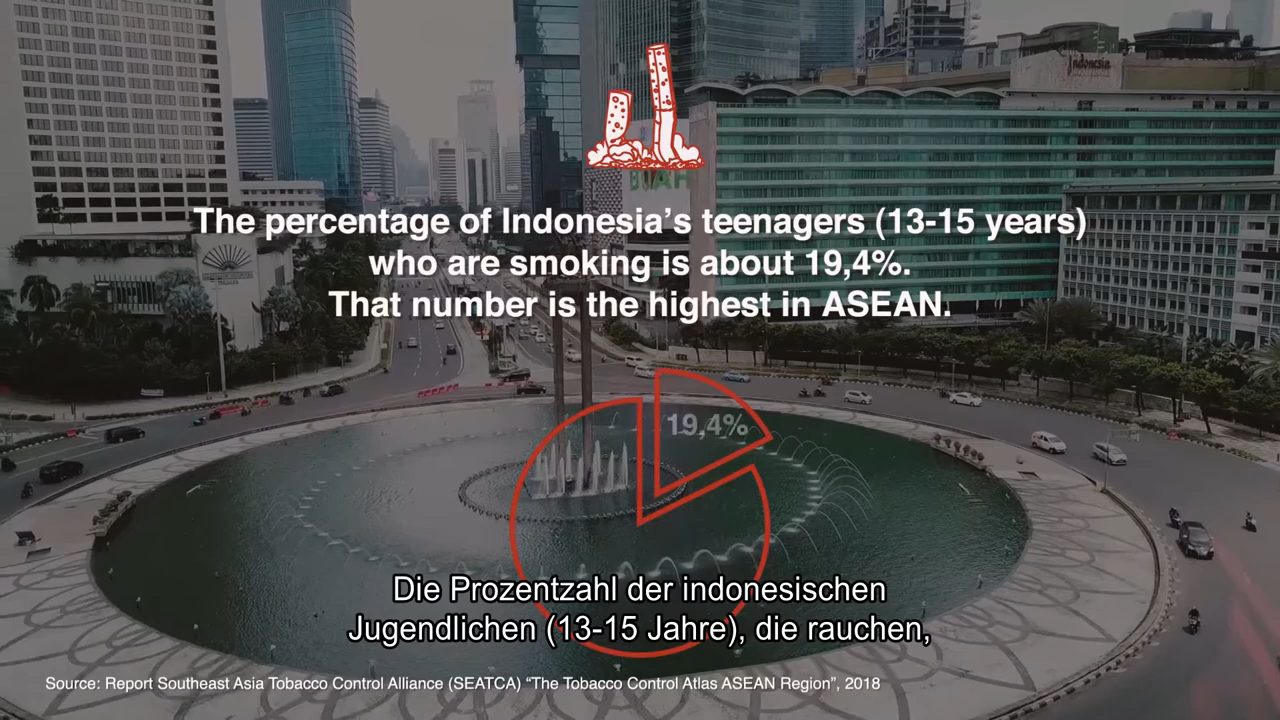 Indonesia
The percentage of Indonesia's teenagers (13-15 years)
who are smoking is about 19,4%.
That number is the highest in ASEAN.
19,4%
Die Prozentzahl der indonesischen
Jugendlichen (13-15 Jahre), die rauchen,
Source: Report Southeast Asia Tobacco Control Alliance (SEATCA) “The Tobacco Control Atlas ASEAN Region”, 2018